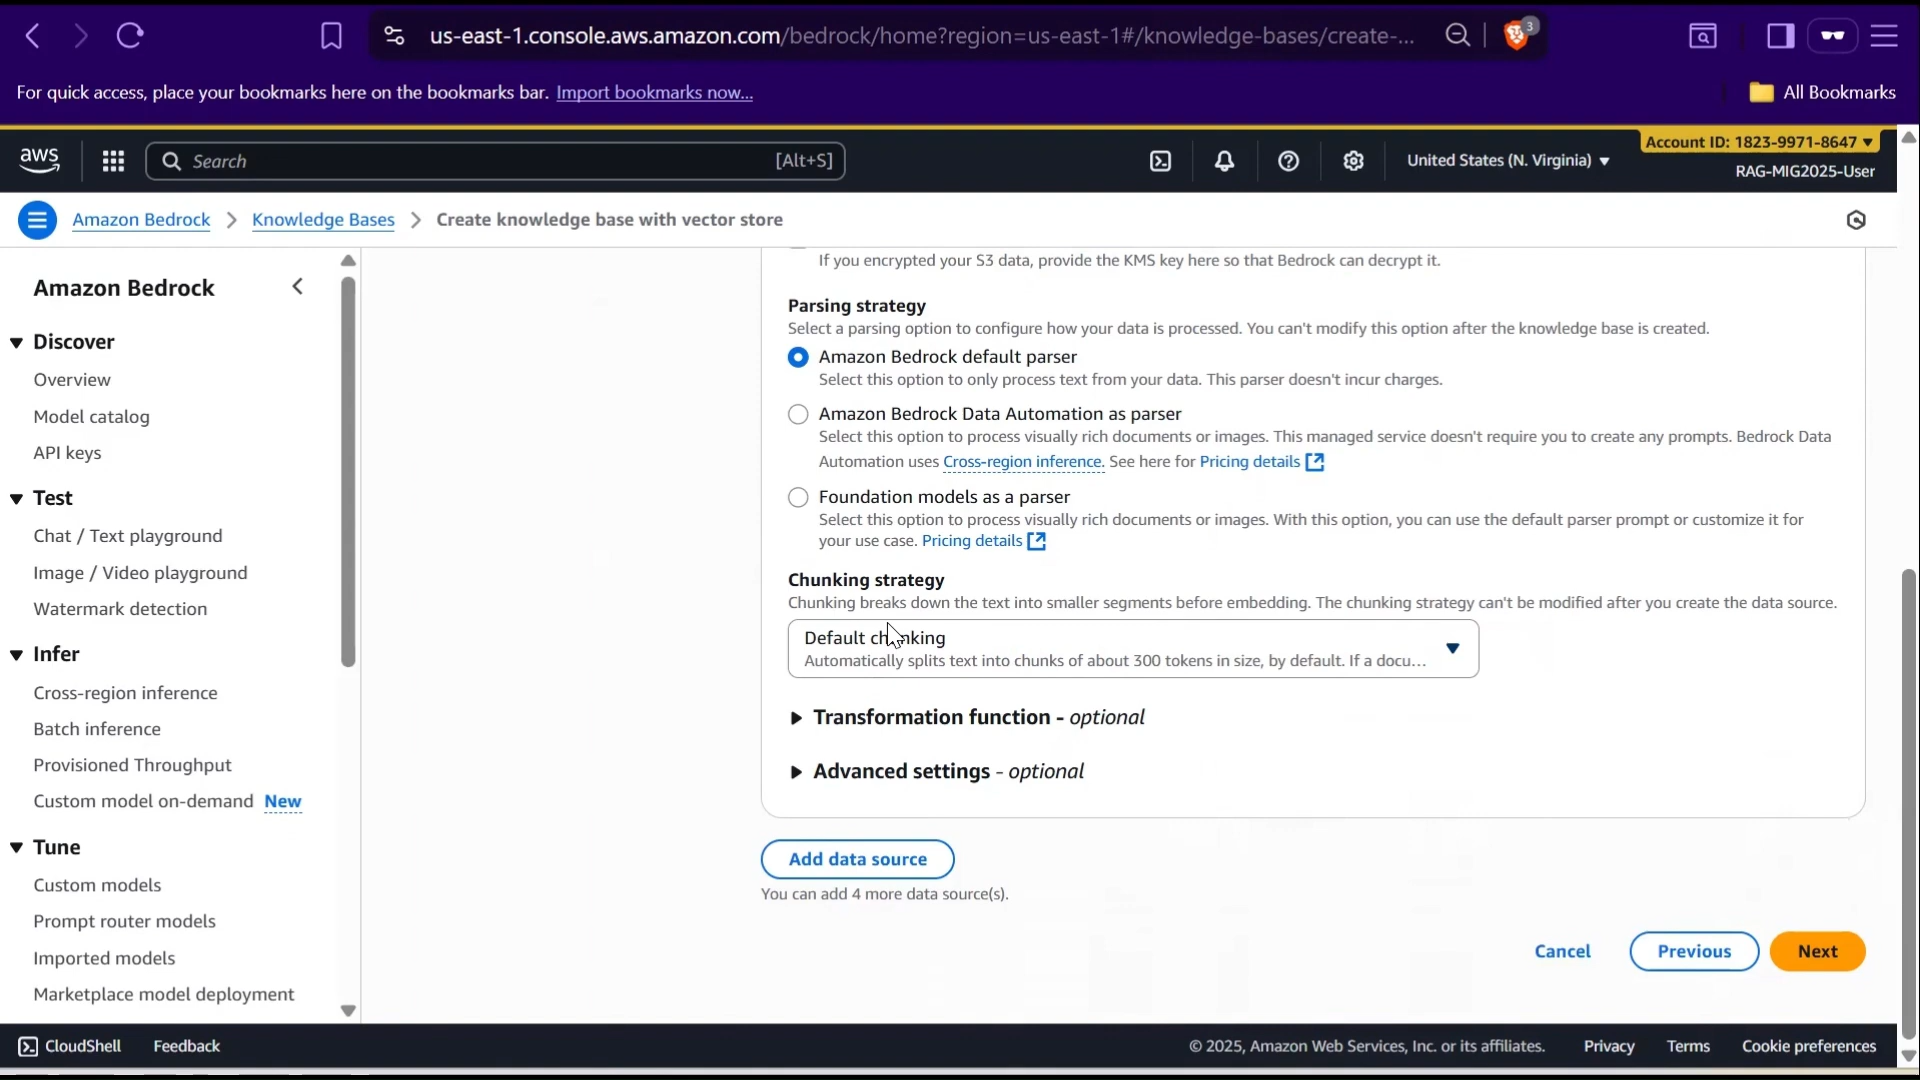 us-east-1.console.aws.amazon.com/bedrock/home?region=us-east-1#/knowledge-bases/create-...
3
For quick access, place your bookmarks here on the bookmarks bar. Import bookmarks now...
All Bookmarks
aws
Search
[Alt+S]
United States (N. Virginia)
Account ID: 1823-9971-8647
RAG-MIG2025-User
Amazon Bedrock
Knowledge Bases
Create knowledge base with vector store
Amazon Bedrock
Discover
Overview
Model catalog
API keys
Test
Chat / Text playground
Image / Video playground
Watermark detection
Infer
Cross-region inference
Batch inference
Provisioned Throughput
Custom model on-demand New
Tune
Custom models
Prompt router models
Imported models
Marketplace model deployment
If you encrypted your S3 data, provide the KMS key here so that Bedrock can decrypt it.
Parsing strategy
Select a parsing option to configure how your data is processed. You can't modify this option after the knowledge base is created.
Amazon Bedrock default parser
Select this option to only process text from your data. This parser doesn't incur charges.
Amazon Bedrock Data Automation as parser
Select this option to process visually rich documents or images. This managed service doesn't require you to create any prompts. Bedrock Data
Automation uses Cross-region inference. See here for Pricing details
Foundation models as a parser
Select this option to process visually rich documents or images. With this option, you can use the default parser prompt or customize it for
your use case. Pricing details
Chunking strategy
Chunking breaks down the text into smaller segments before embedding. The chunking strategy can't be modified after you create the data source.
Default chunking
Automatically splits text into chunks of about 300 tokens in size, by default. If a docu...
Transformation function - optional
Advanced settings - optional
Add data source
You can add 4 more data source(s).
Cancel
Previous
Next
CloudShell
Feedback
© 2025, Amazon Web Services, Inc. or its affiliates.
Privacy
Terms
Cookie preferences